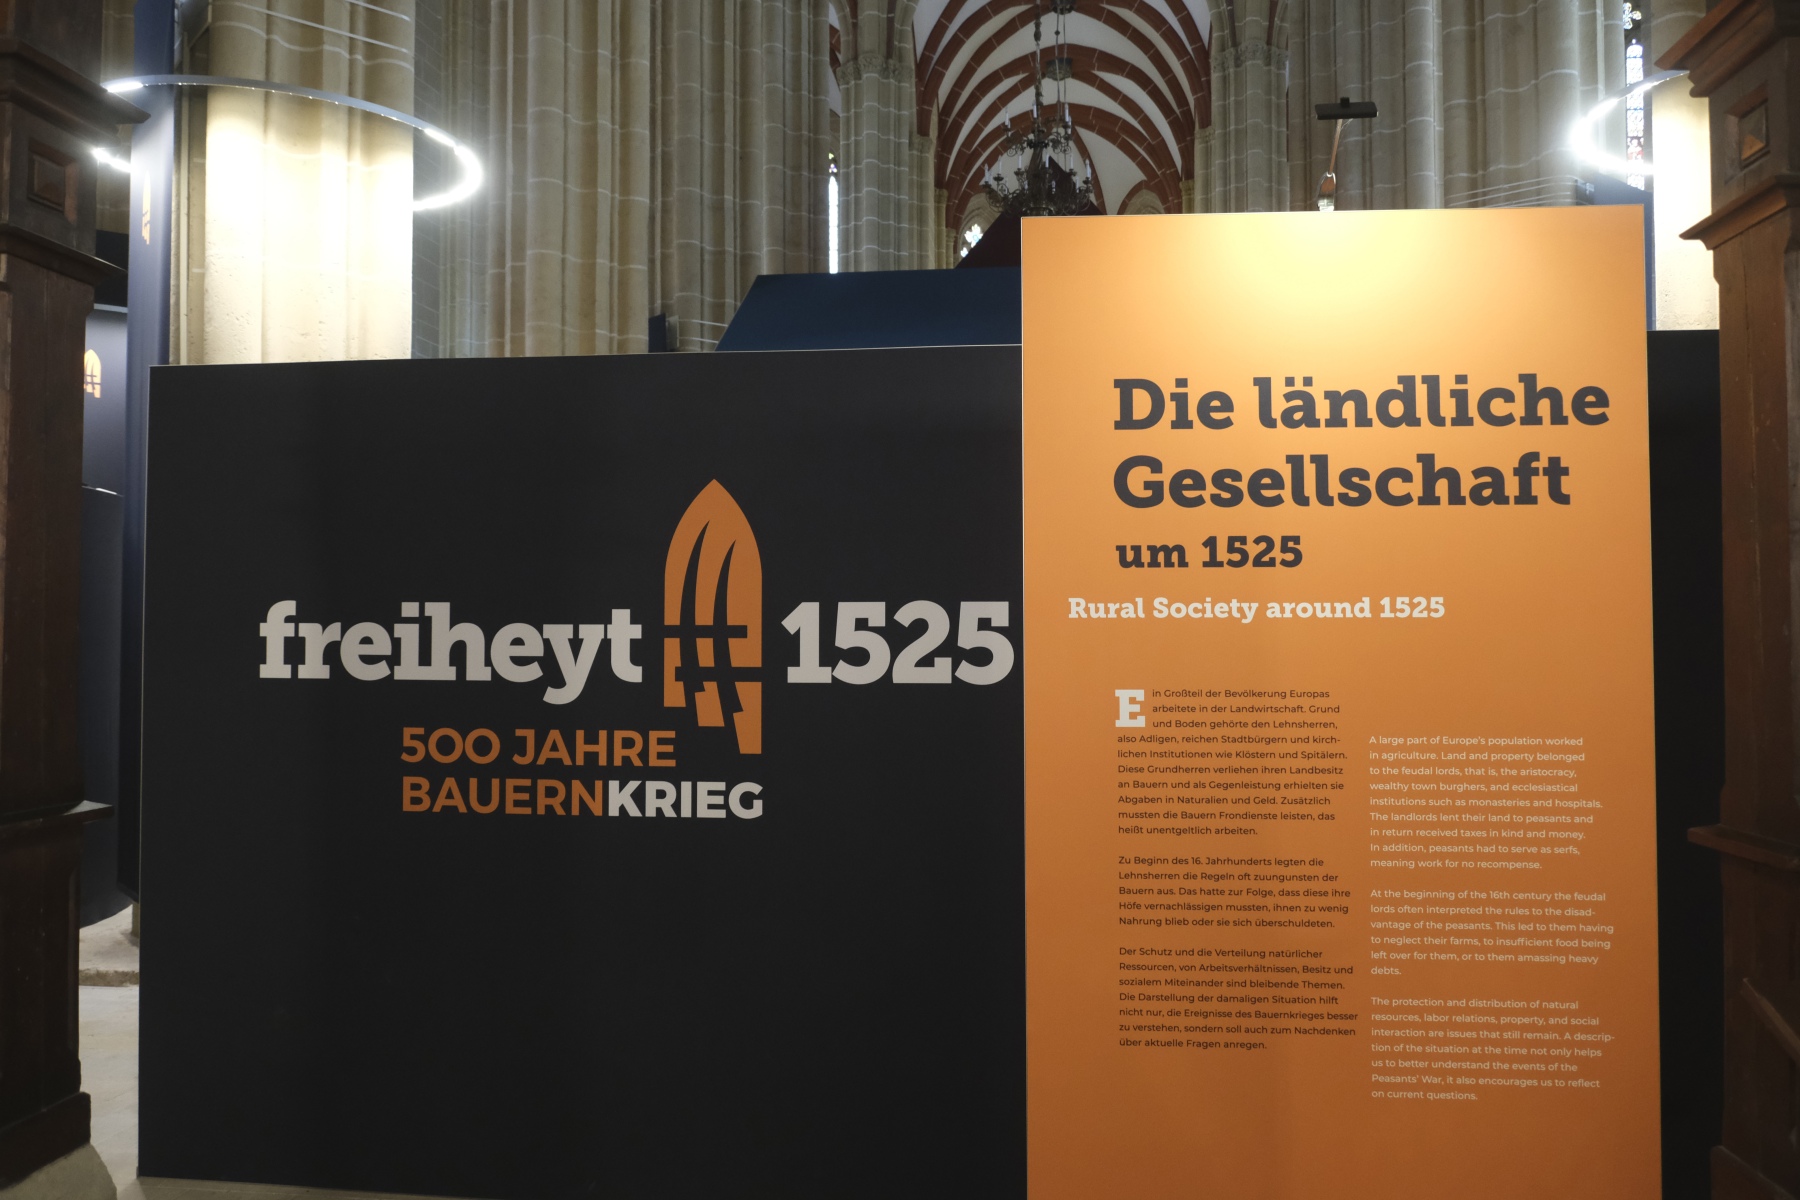 freiheyt 1525
500 JAHRE
BAUERNKRIEG
Die ländliche
Gesellschaft
um 1525
Rural Society around 1525
Ein Großteil der Bevölkerung Europas
arbeitete in der Landwirtschaft. Grund
und Boden gehörte den Lehnsherren,
also Adligen, reichen Stadtbürgern und kirch-
lichen Institutionen wie Klöstern und Spitälern.
Diese Grundherren verliehen ihren Landbesitz
an Bauern und als Gegenleistung erhielten sie
Abgaben in Naturalien und Geld. Zusätzlich
mussten die Bauern Frondienste leisten, das
heißt unentgeltlich arbeiten.
Zu Beginn des 16. Jahrhunderts legten die
Lehnsherren die Regeln oft zuungunsten der
Bauern aus. Das hatte zur Folge, dass diese ihre
Höfe vernachlässigen mussten, ihnen zu wenig
Nahrung blieb oder sie sich überschuldeten.
Der Schutz und die Verteilung natürlicher
Ressourcen, von Arbeitsverhältnissen, Besitz und
sozialem Miteinander sind bleibende Themen.
Die Darstellung der damaligen Situation hilft
nicht nur, die Ereignisse des Bauernkrieges besser
zu verstehen, sondern soll auch zum Nachdenken
über aktuelle Fragen anregen.
A large part of Europe's population worked
in agriculture. Land and property belonged
to the feudal lords, that is, the aristocracy,
wealthy town burghers, and ecclesiastical
institutions such as monasteries and hospitals.
The landlords lent their land to peasants and
in return received taxes in kind and money.
In addition, peasants had to serve as serfs,
meaning work for no recompense.
At the beginning of the 16th century the feudal
lords often interpreted the rules to the disad-
vantage of the peasants. This led to them having
to neglect their farms, to insufficient food being
left over for them, or to them amassing heavy
debts.
The protection and distribution of natural
resources, labor relations, property, and social
interaction are issues that still remain. A descrip-
tion of the situation at the time not only helps
us to better understand the events of the
Peasants' War, it also encourages us to reflect
on current questions.